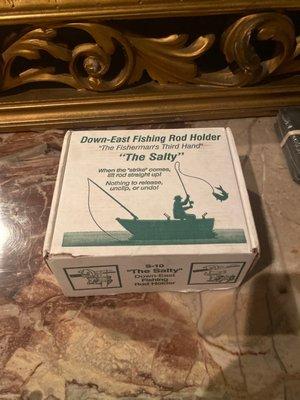 Down-East Fishing Rod Holder
"The Fisherman's Third Hand"
"The Salty"
When the "strike" comes,
lift rod straight up!
Nothing to release,
unclip, or undo!
S-10
"The Salty"
Down-East
Fishing
Rod Holder